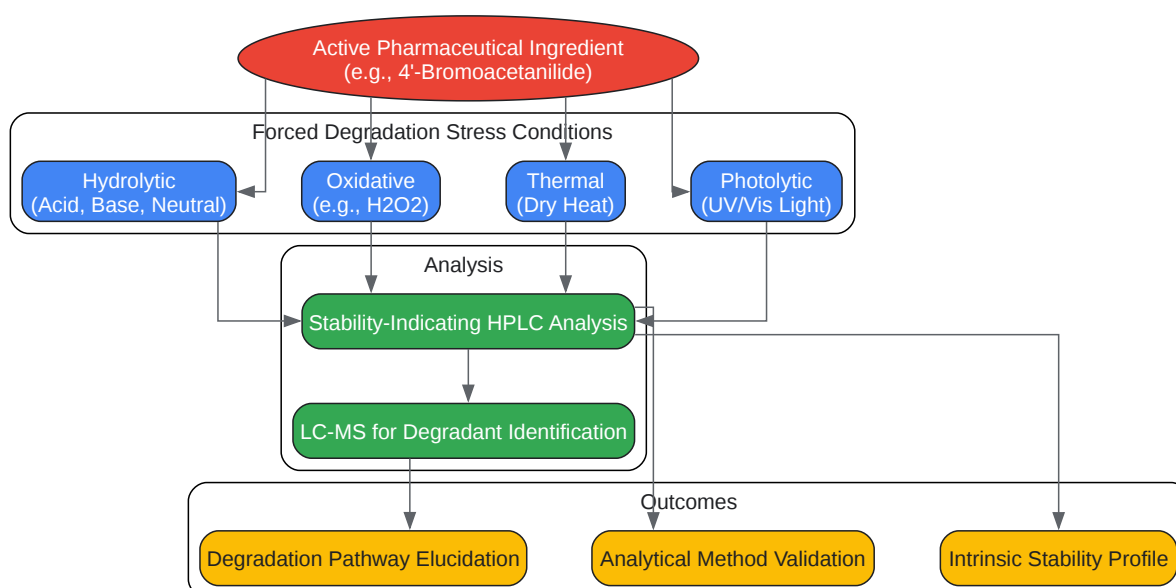 Active Pharmaceutical Ingredient
(e.g., 4'-Bromoacetanilide)
Forced Degradation Stress Conditions
Hydrolytic
(Acid, Base, Neutral)
Oxidative
(e.g., H2O2)
Thermal
(Dry Heat)
Photolytic
(UV/Vis Light)
Analysis
Stability-Indicating HPLC Analysis
LC-MS for Degradant Identification
Outcomes
Degradation Pathway Elucidation
Analytical Method Validation
Intrinsic Stability Profile